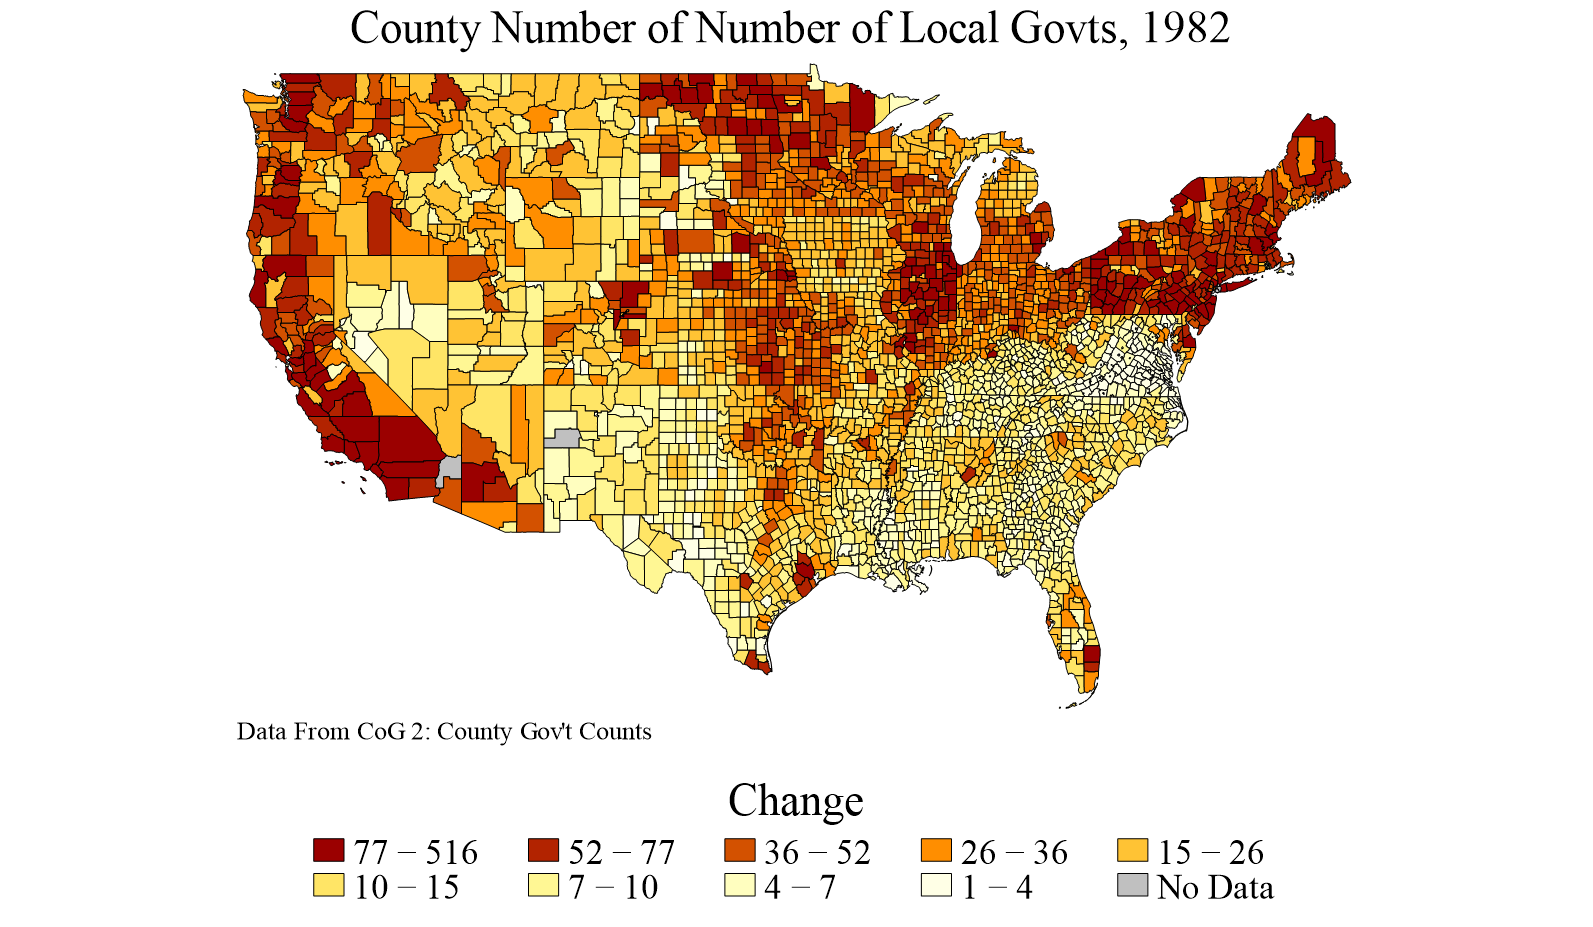 County Number of Number of Local Govts, 1982
Data From CoG 2: County Gov't Counts
Change
77 − 516 52 − 77 36 − 52 26 − 36 15 − 26
10 − 15 7 − 10 4 − 7 1 − 4 No Data